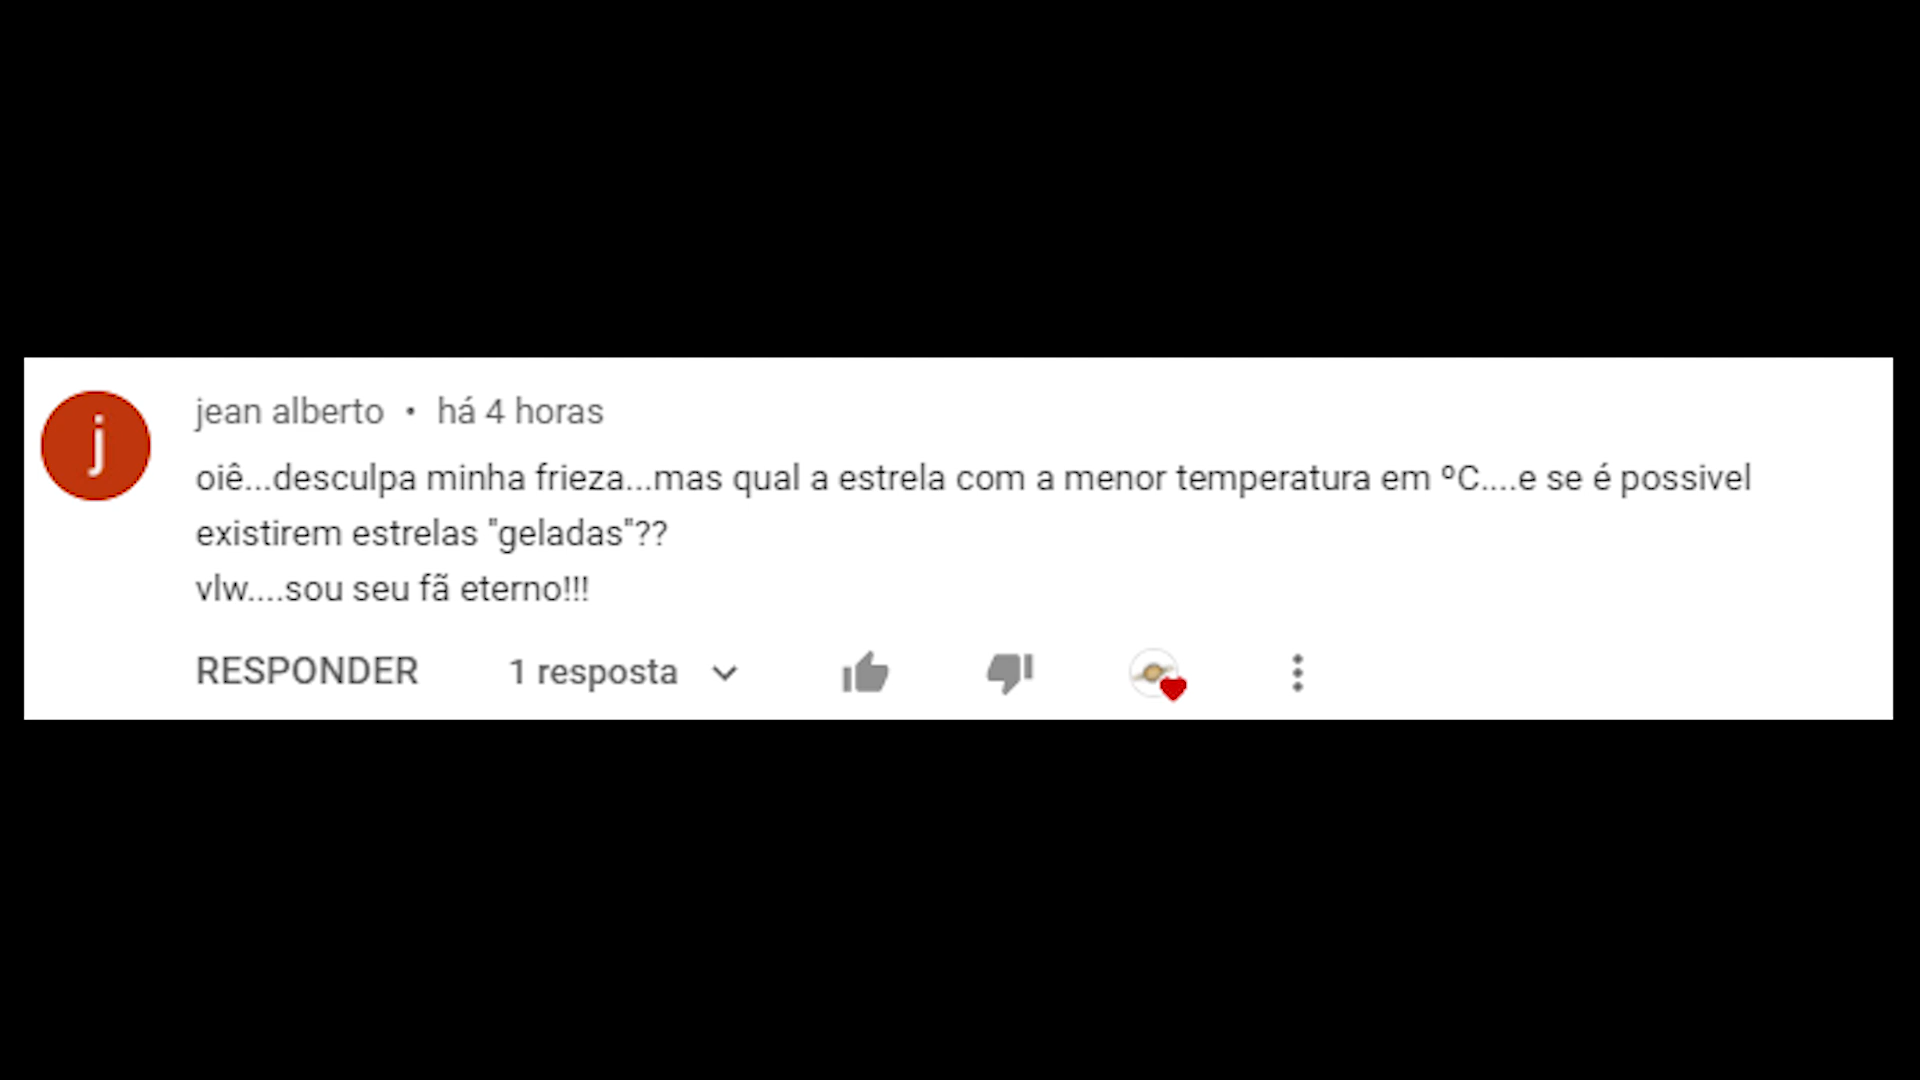 j
jean alberto • há 4 horas
oiê...desculpa minha frieza...mas qual a estrela com a menor temperatura em ºC....e se é possivel
existirem estrelas "geladas"??
vlw....sou seu fã eterno!!!
RESPONDER 1 resposta